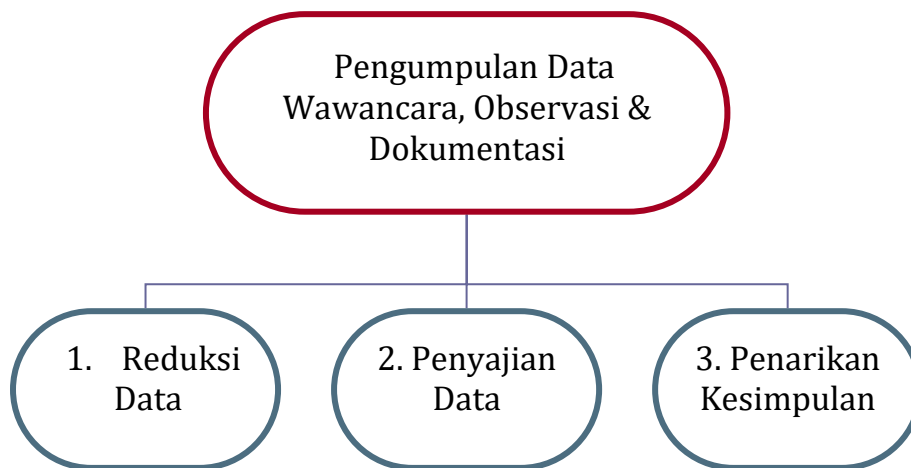 Pengumpulan Data
Wawancara, Observasi &
Dokumentasi
1. Reduksi
Data
2. Penyajian
Data
3. Penarikan
Kesimpulan